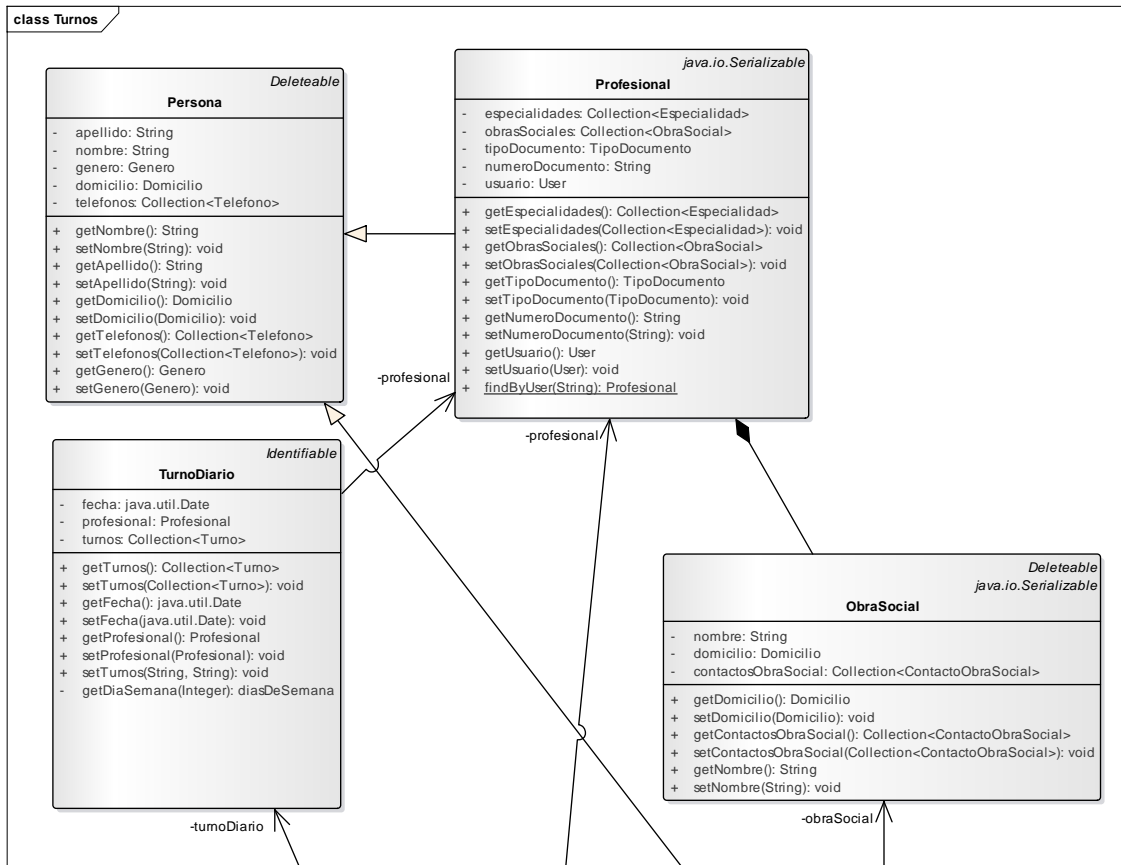 class Turnos
Deleteable
Persona
- apellido: String
- nombre: String
- genero: Genero
- domicilio: Domicilio
- telefonos: Collection<Telefono>
+ getNombre(): String
+ setNombre(String): void
+ getApellido(): String
+ setApellido(String): void
+ getDomicilio(): Domicilio
+ setDomicilio(Domicilio): void
+ getTelefonos(): Collection<Telefono>
+ setTelefonos(Collection<Telefono>): void
+ getGenero(): Genero
+ setGenero(Genero): void
java.io.Serializable
Profesional
- especialidades: Collection<Especialidad>
- obrasSociales: Collection<ObraSocial>
- tipoDocumento: TipoDocumento
- numeroDocumento: String
- usuario: User
+ getEspecialidades(): Collection<Especialidad>
+ setEspecialidades(Collection<Especialidad>): void
+ getObrasSociales(): Collection<ObraSocial>
+ setObrasSociales(Collection<ObraSocial>): void
+ getTipoDocumento(): TipoDocumento
+ setTipoDocumento(TipoDocumento): void
+ getNumeroDocumento(): String
+ setNumeroDocumento(String): void
+ getUsuario(): User
+ setUsuario(User): void
+ findByUser(String): Profesional
-profesional
-profesional
Identifiable
TurnoDiario
- fecha: java.util.Date
- profesional: Profesional
- turnos: Collection<Turno>
+ getTurnos(): Collection<Turno>
+ setTurnos(Collection<Turno>): void
+ getFecha(): java.util.Date
+ setFecha(java.util.Date): void
+ getProfesional(): Profesional
+ setProfesional(Profesional): void
+ setTurnos(String, String): void
- getDiaSemana(Integer): diasDeSemana
-turnoDiario
Deleteable
java.io.Serializable
ObraSocial
- nombre: String
- domicilio: Domicilio
- contactosObraSocial: Collection<ContactoObraSocial>
+ getDomicilio(): Domicilio
+ setDomicilio(Domicilio): void
+ getContactosObraSocial(): Collection<ContactoObraSocial>
+ setContactosObraSocial(Collection<ContactoObraSocial>): void
+ getNombre(): String
+ setNombre(String): void
-obraSocial